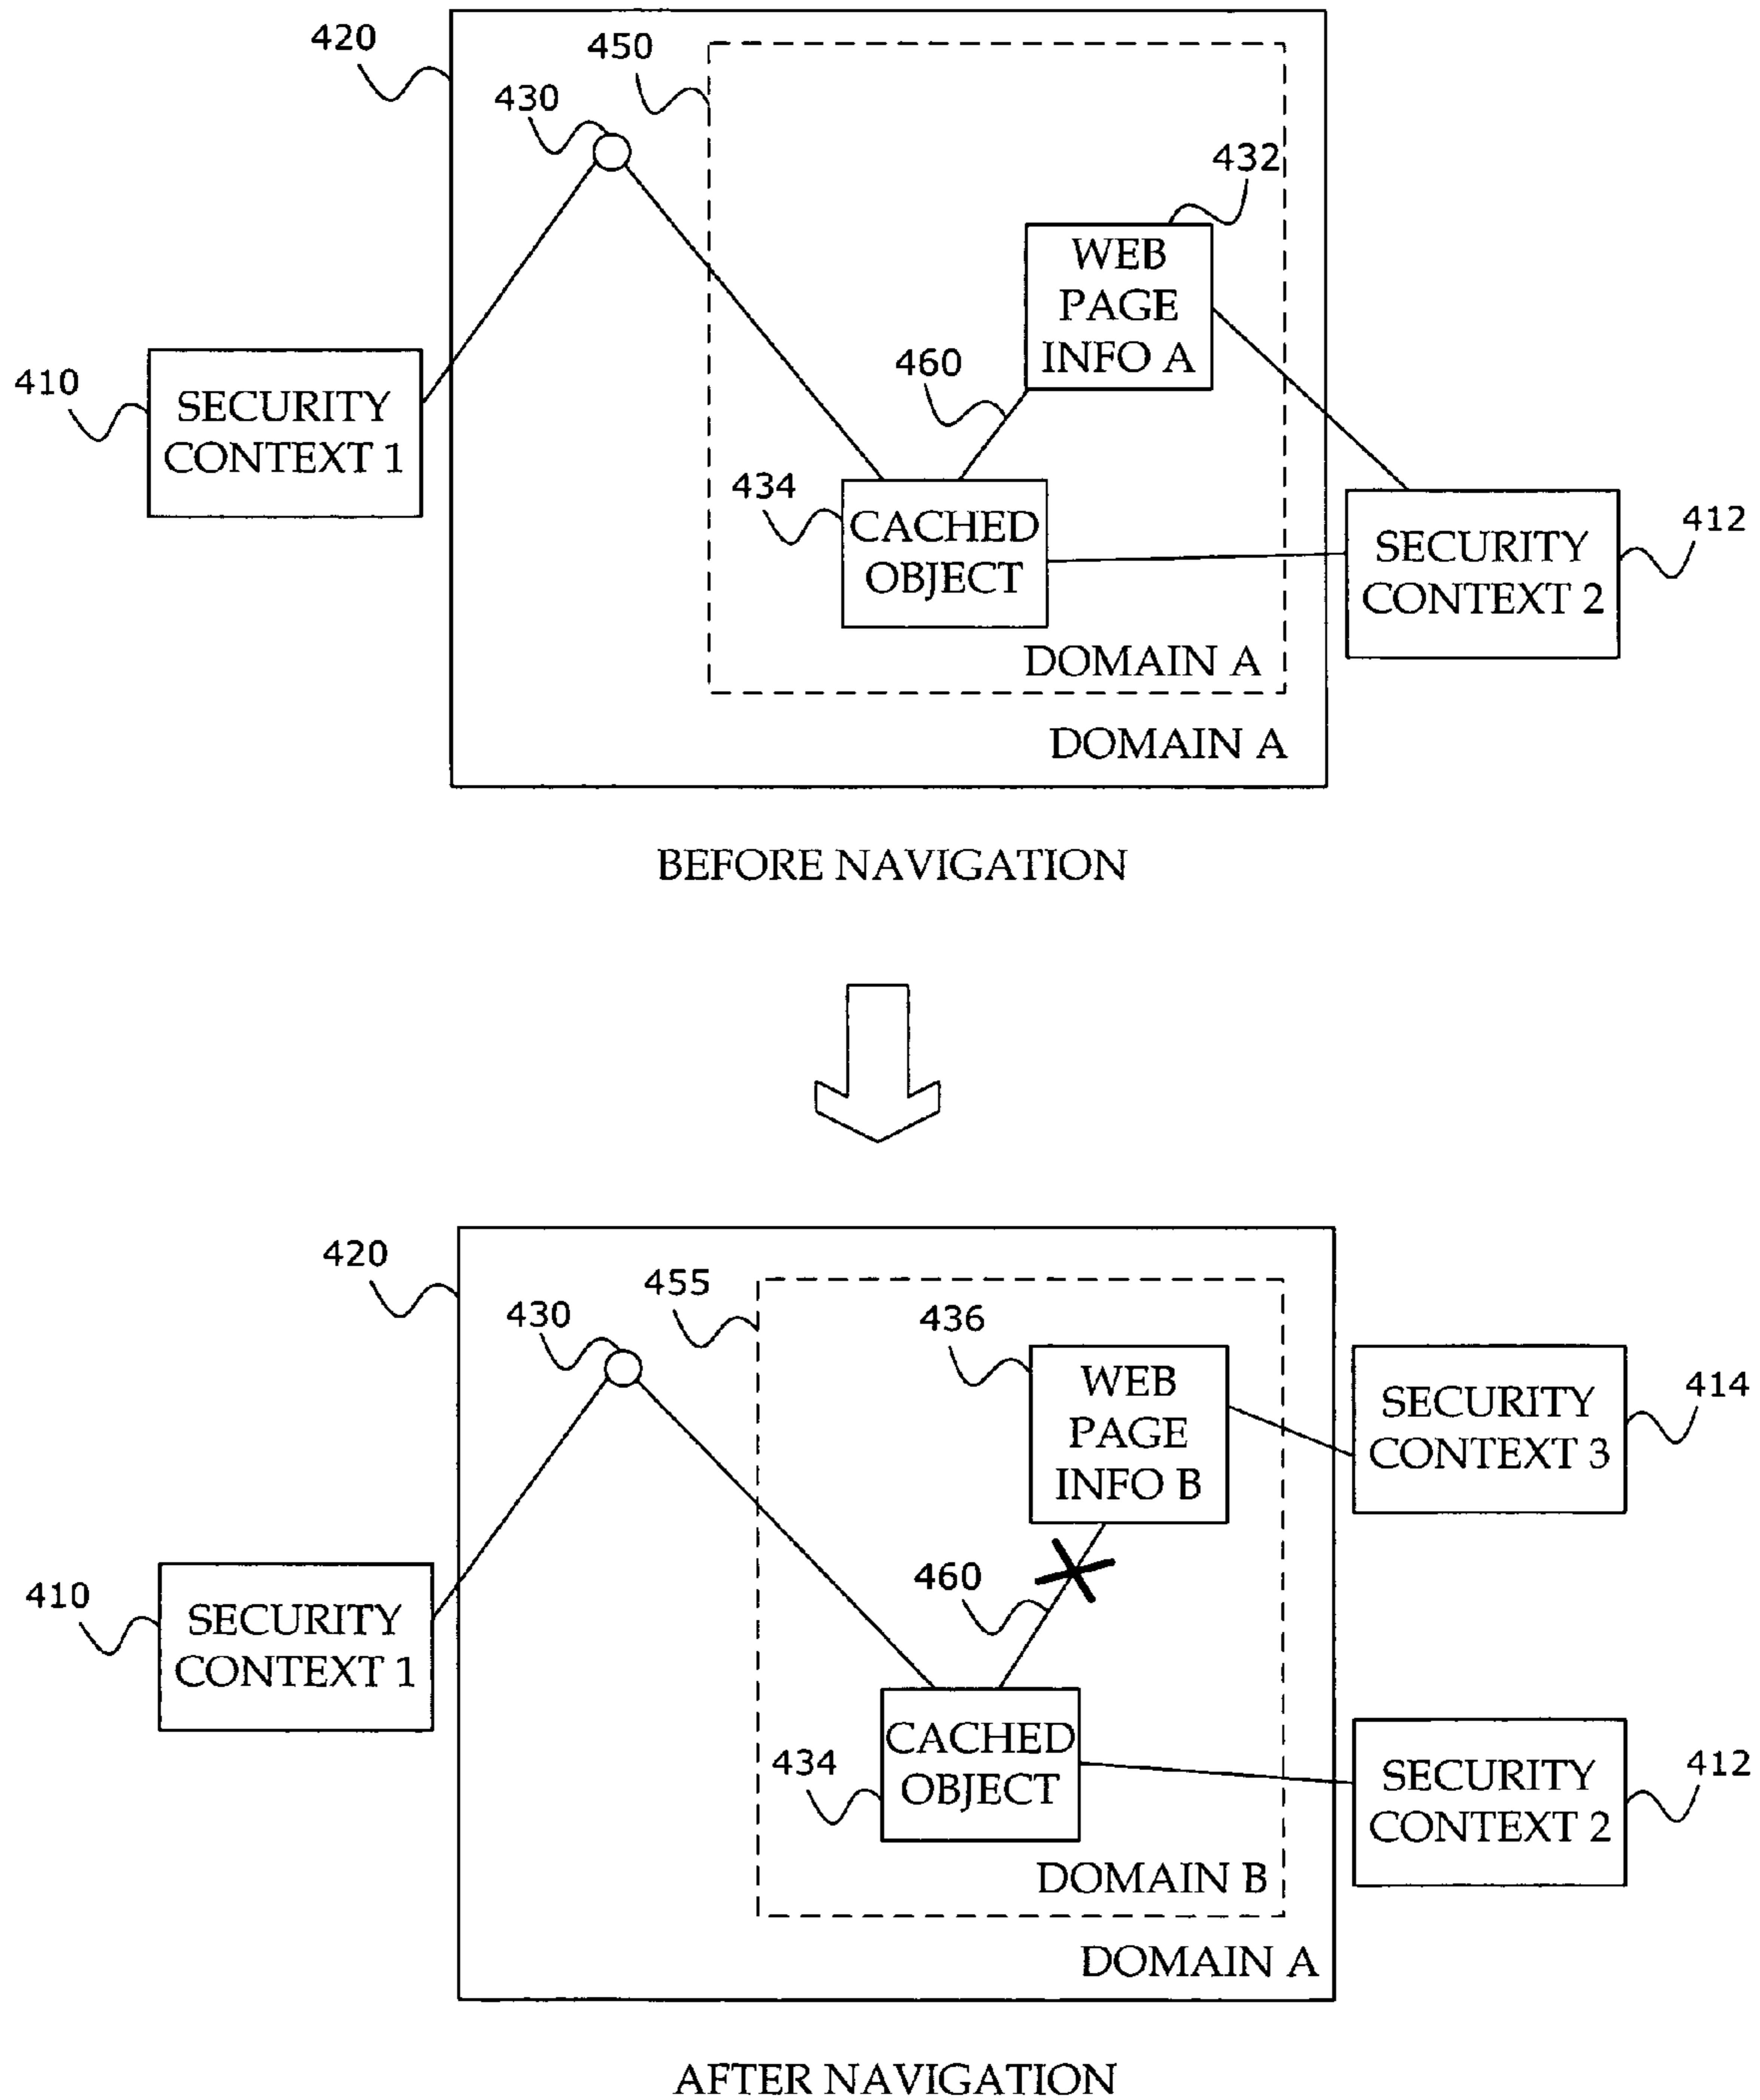 420
450
430
432
WEB
PAGE
INFO A
460
410
SECURITY
CONTEXT 1
434
CACHED
OBJECT
412
SECURITY
CONTEXT 2
DOMAIN A
DOMAIN A
BEFORE NAVIGATION
420
455
430
436
WEB
PAGE
INFO B
414
SECURITY
CONTEXT 3
460
410
SECURITY
CONTEXT 1
434
CACHED
OBJECT
412
SECURITY
CONTEXT 2
DOMAIN B
DOMAIN A
AFTER NAVIGATION